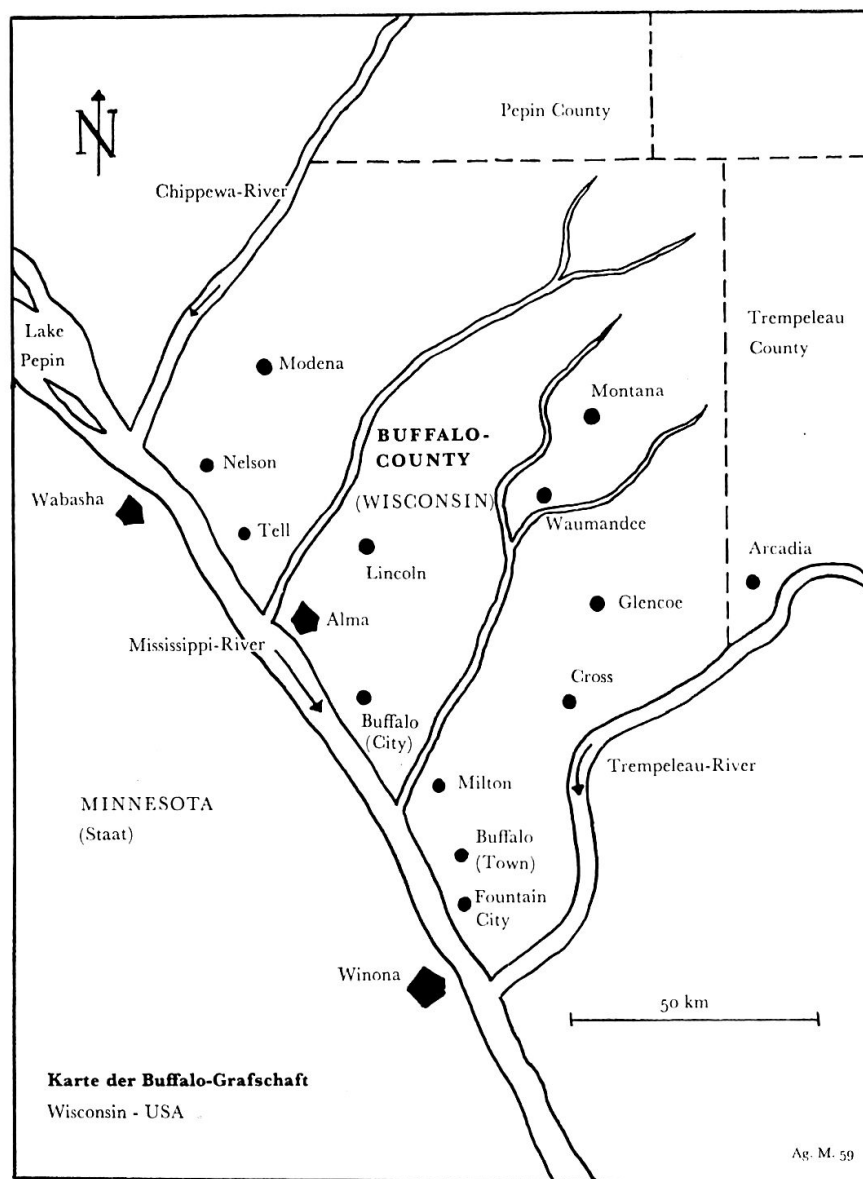 Pepin County
N
Chippewa-River
Lake
Pepin
Trempeleau
County
Modena
Montana
BUFFALO-
COUNTY
(WISCONSIN)
Nelson
Wabasha
Waumandee
Tell
Lincoln
Arcadia
Glencoe
Alma
Mississippi-River
Cross
Buffalo
(City)
Trempeleau-River
Milton
MINNESOTA
(Staat)
Buffalo
(Town)
Fountain
City
Winona
50 km
Karte der Buffalo-Grafschaft
Wisconsin - USA
Ag. M. 59